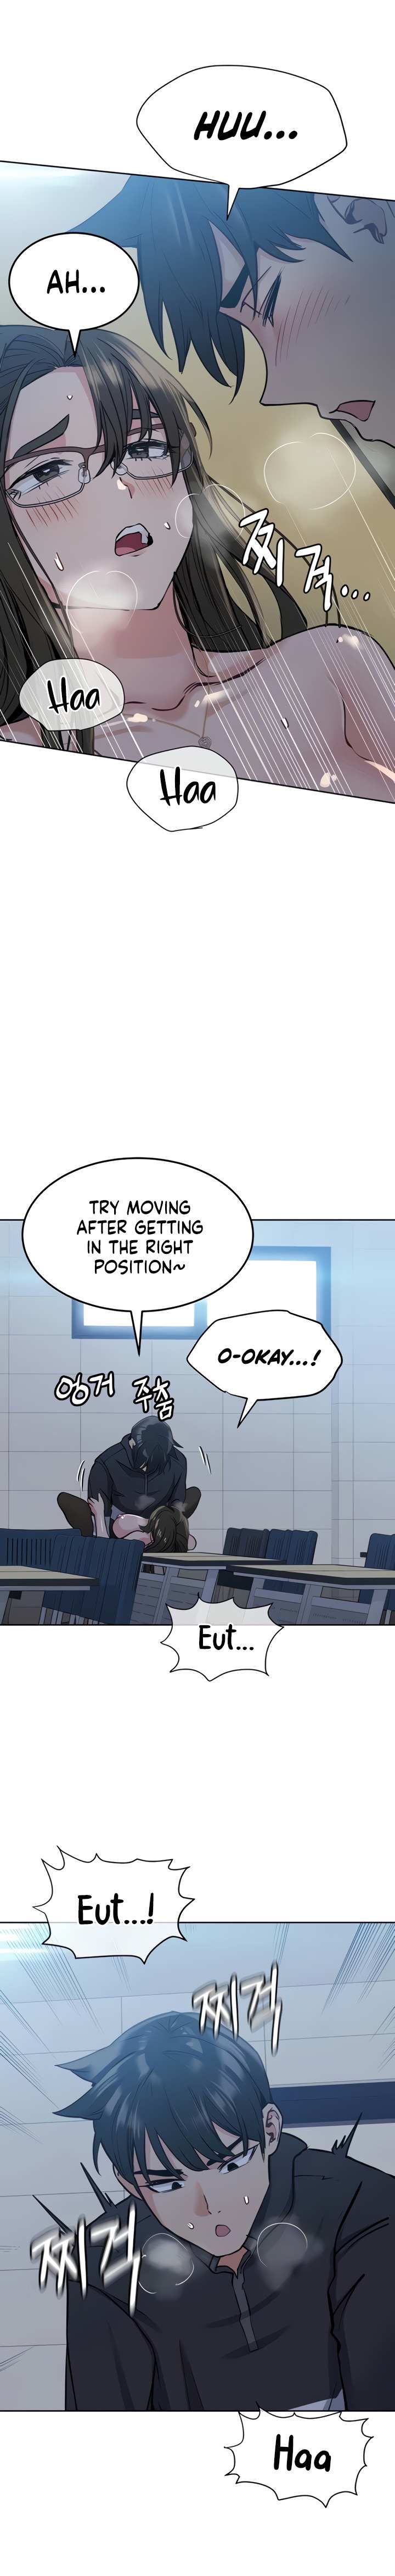 HUU...
AH...
찌걱...
Haa
Haa
TRY MOVING
AFTER GETTING
IN THE RIGHT
POSITION~
O-OKAY...!
엉거 주춤
Eut...
Eut...!
찌걱
찌걱
Haa